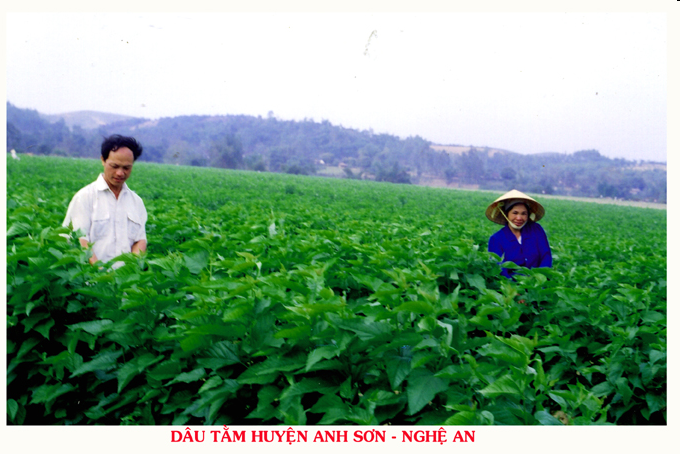 DÂU TẰM HUYỆN ANH SƠN - NGHỆ AN